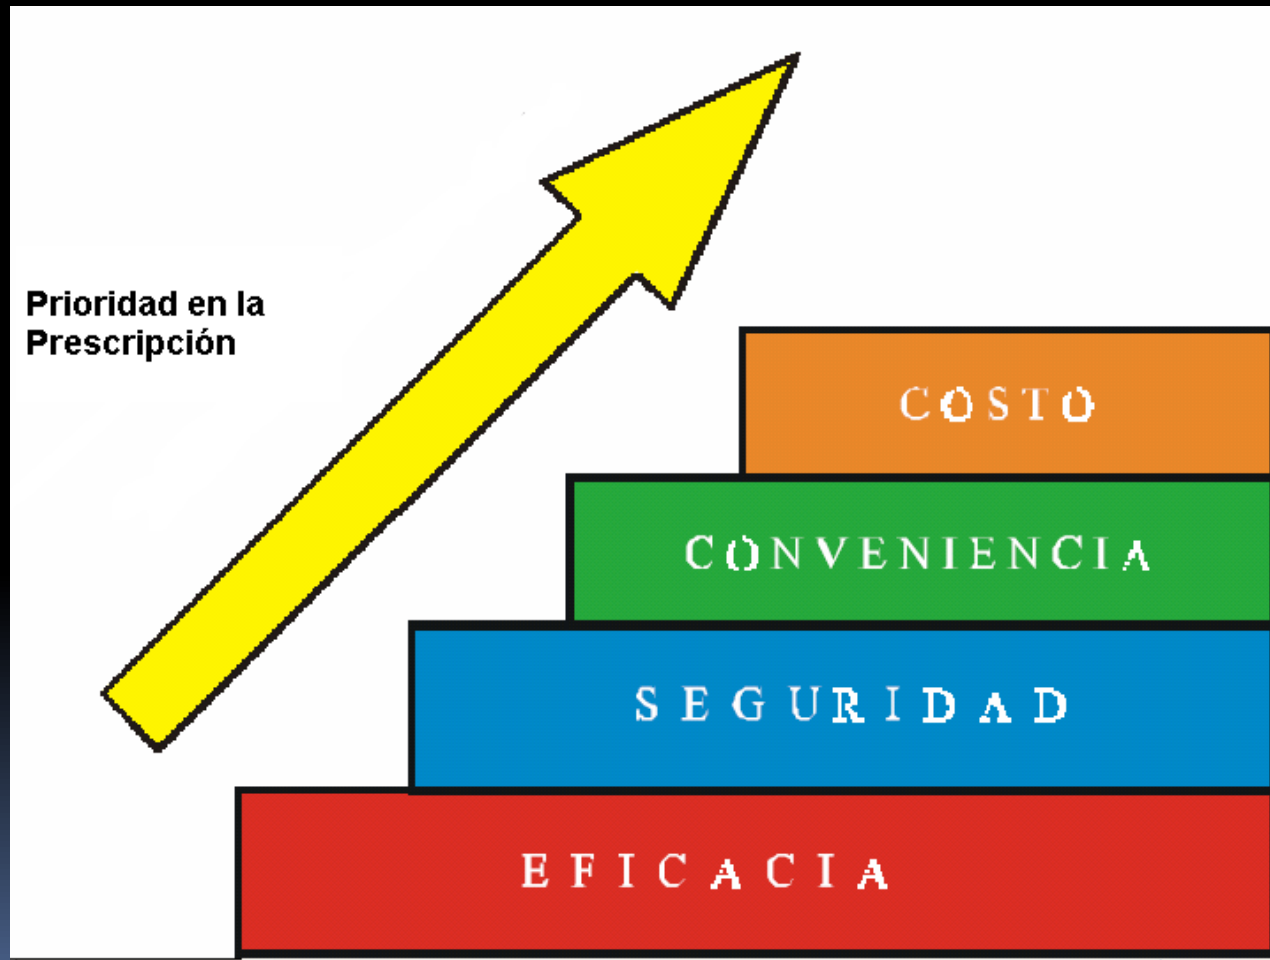 Prioridad en la
Prescripción
COSTO
CONVENIENCIA
SEGURIDAD
EFICACIA